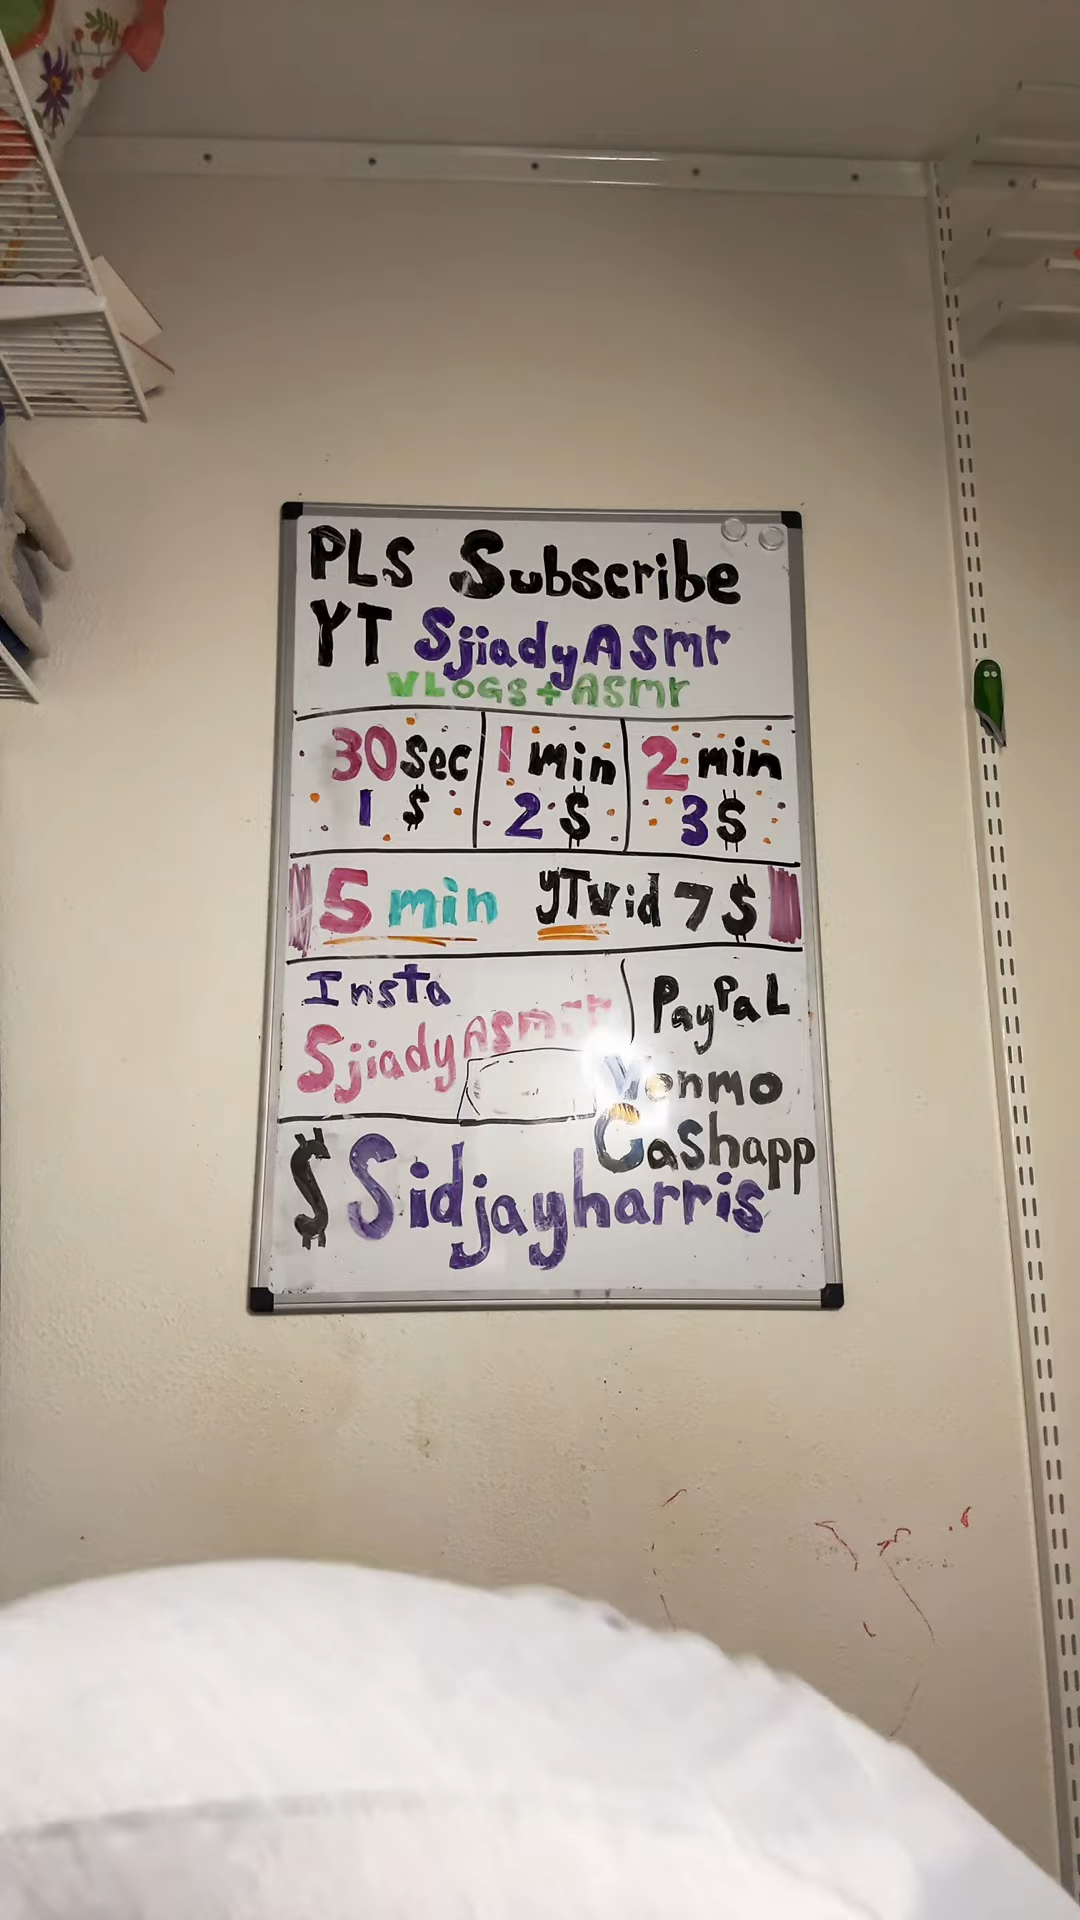 PLS Subscribe
YT SjiadyASmr
VLOGS + ASmr
30 Sec
1 $
1 min
2 $
2 min
3 $
5 min YTvid 7 $
Insta
SjiadyASmr
PayPaL
Venmo
Cashapp
$Sidjayharris